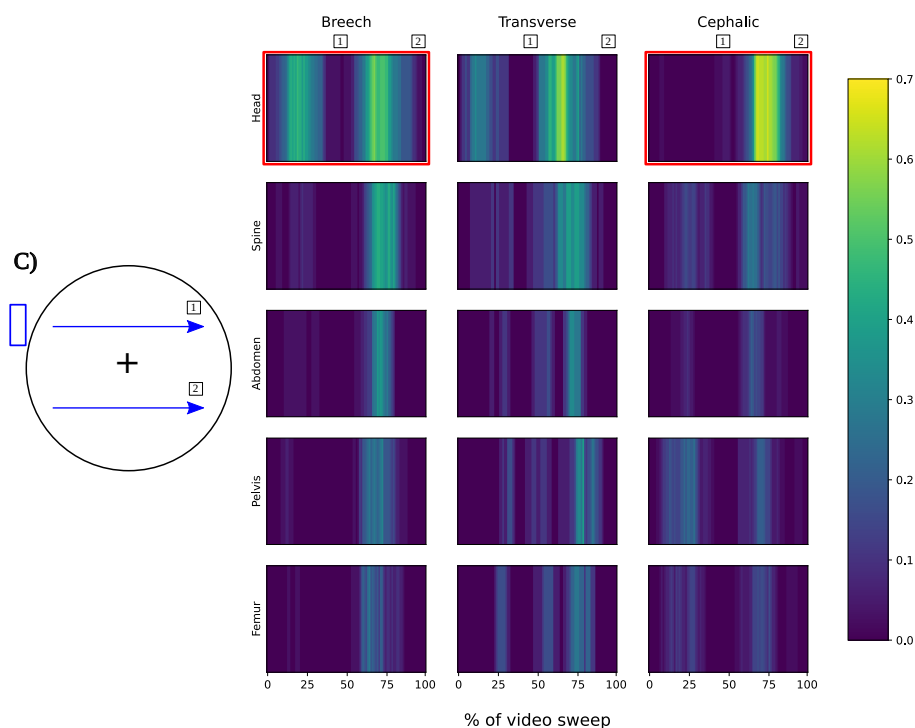 Breech Transverse Cephalic
1 2 1 2 1 2
Head
0.7
0.6
Spine
0.5
C)
1
Abdomen
0.4
+
0.3
2
Pelvis
0.2
Femur
0.1
0.0
0 25 50 75 100 0 25 50 75 100 0 25 50 75 100
% of video sweep